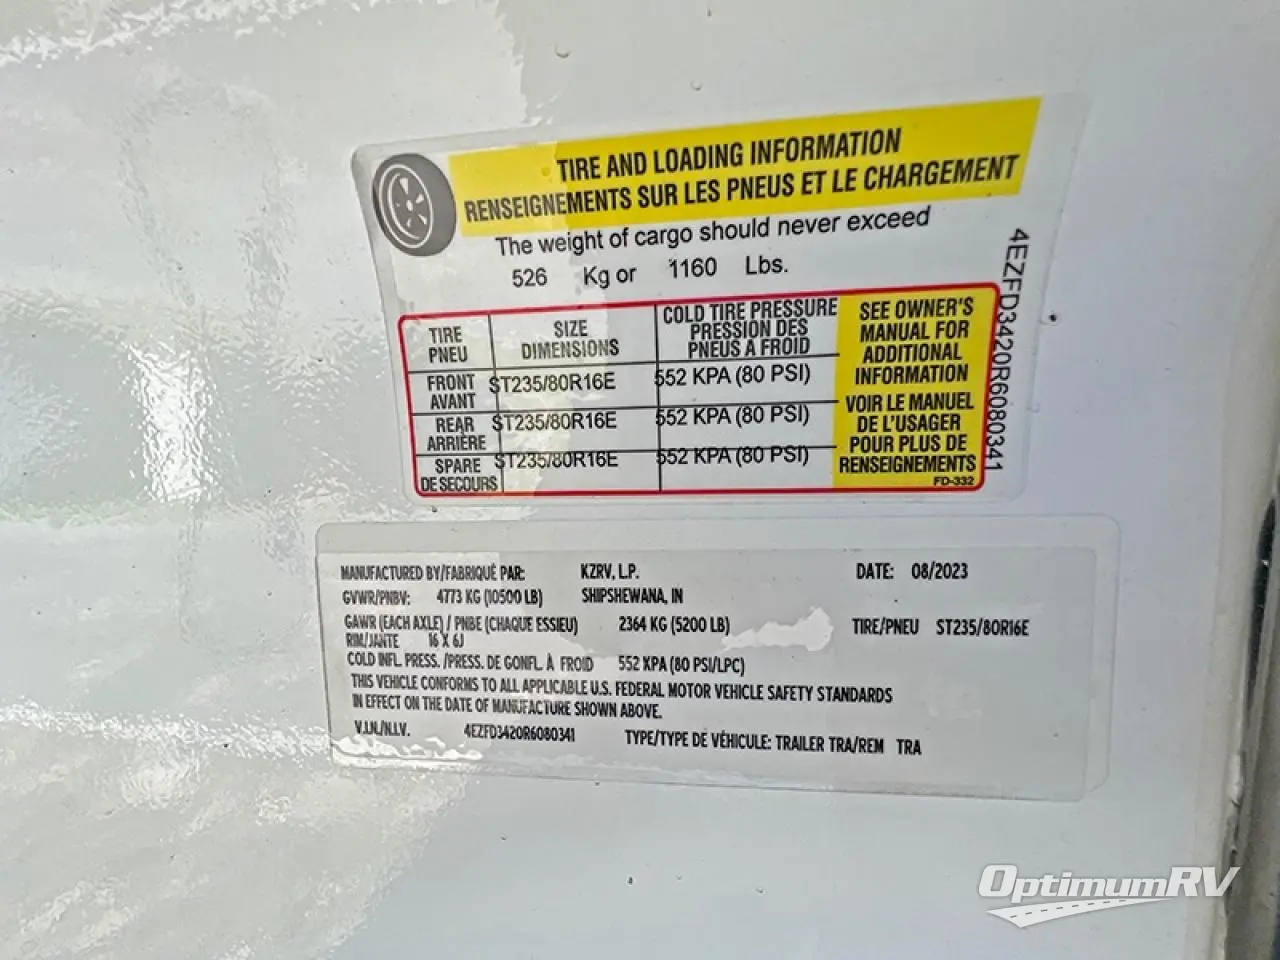 TIRE AND LOADING INFORMATION
RENSEIGNEMENTS SUR LES PNEUS ET LE CHARGEMENT
The weight of cargo should never exceed
526 Kg or 1160 Lbs.
TIRE
PNEU
SIZE
DIMENSIONS
COLD TIRE PRESSURE
PRESSION DES
PNEUS A FROID
FRONT
AVANT
ST235/80R16E
552 KPA (80 PSI)
REAR
ARRIÈRE
ST235/80R16E
552 KPA (80 PSI)
SPARE
DE SECOURS
ST235/80R16E
552 KPA (80 PSI)
SEE OWNER'S
MANUAL FOR
ADDITIONAL
INFORMATION
VOIR LE MANUEL
DE L'USAGER
POUR PLUS DE
RENSEIGNEMENTS
FD-332
4EZFD3420R6080341
MANUFACTURED BY/FABRIQUÉ PAR: KZRV, L.P. DATE: 08/2023
GVWR/PNBV: 4773 KG (10500 LB) SHIPSHEWANA, IN
GAWR (EACH AXLE) / PNBE (CHAQUE ESSIEU) 2364 KG (5200 LB) TIRE/PNEU ST235/80R16E
RIM/JANTE 16 X 6J
COLD INFL. PRESS. /PRESS. DE GONFL. À FROID 552 KPA (80 PSI/LPC)
THIS VEHICLE CONFORMS TO ALL APPLICABLE U.S. FEDERAL MOTOR VEHICLE SAFETY STANDARDS
IN EFFECT ON THE DATE OF MANUFACTURE SHOWN ABOVE.
V.I.N./N.I.V. 4EZFD3420R6080341 TYPE/TYPE DE VÉHICULE: TRAILER TRA/REM TRA
OptimumRV